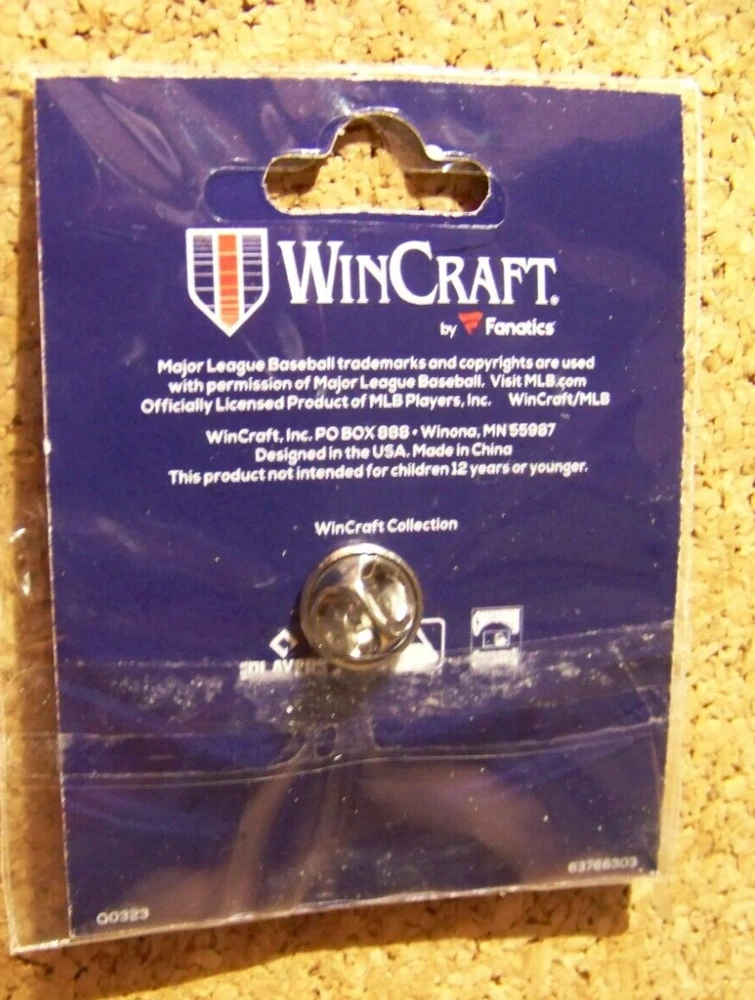 WINCRAFT.
by Fanatics
Major League Baseball trademarks and copyrights are used
with permission of Major League Baseball. Visit MLB.com
Officially Licensed Product of MLB Players, Inc. WinCraft/MLB
WinCraft, Inc. PO BOX 888 • Winona, MN 55987
Designed in the USA. Made in China
This product not intended for children 12 years or younger.
WinCraft Collection
63766303
Q0323